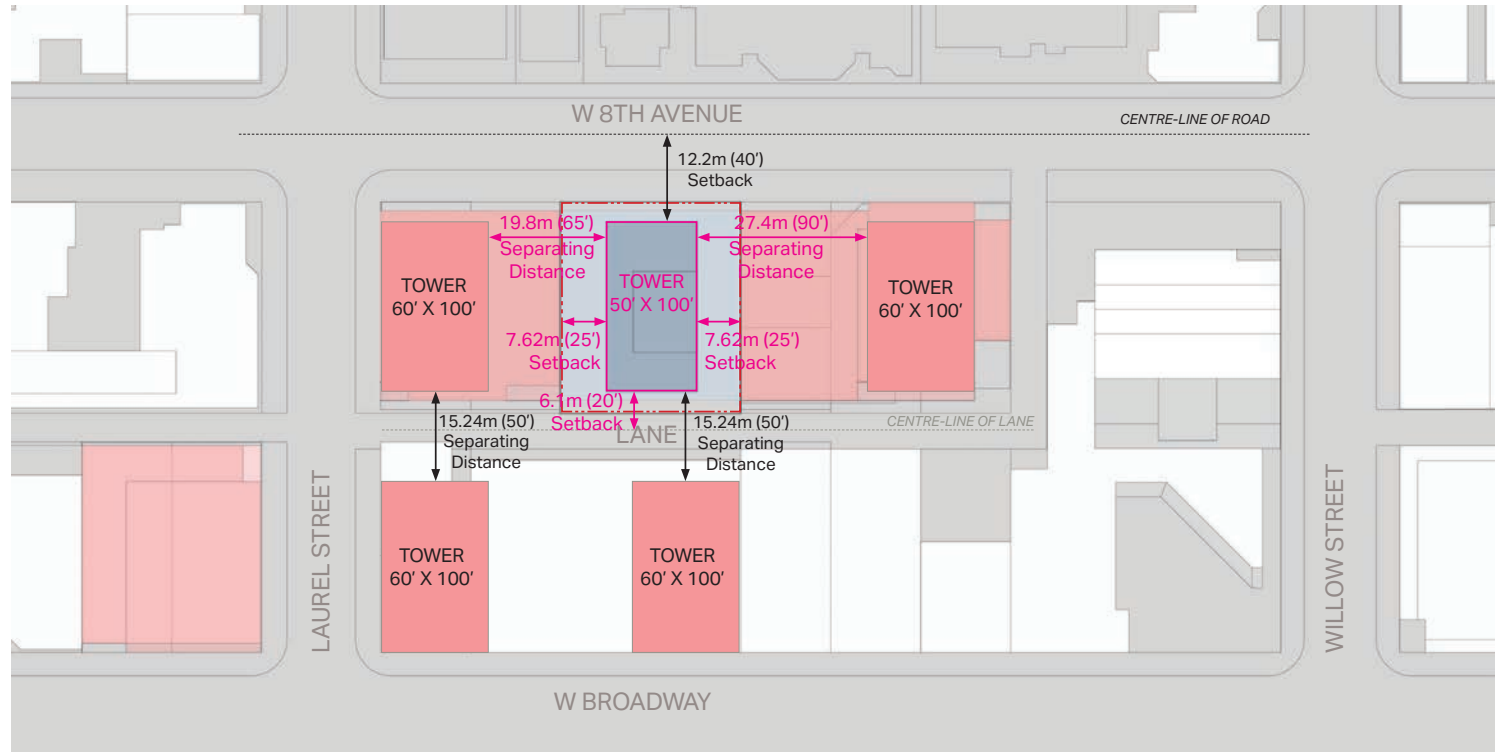 W 8TH AVENUE
CENTRE-LINE OF ROAD
12.2m (40')
Setback
19.8m (65')
Separating
Distance
27.4m (90')
Separating
Distance
TOWER
60' X 100'
TOWER
50' X 100'
TOWER
60' X 100'
7.62m (25')
Setback
7.62m (25')
Setback
6.1m (20')
Setback
15.24m (50')
Separating
Distance
LANE
15.24m (50')
Separating
Distance
CENTRE-LINE OF LANE
LAUREL STREET
TOWER
60' X 100'
TOWER
60' X 100'
WILLOW STREET
W BROADWAY